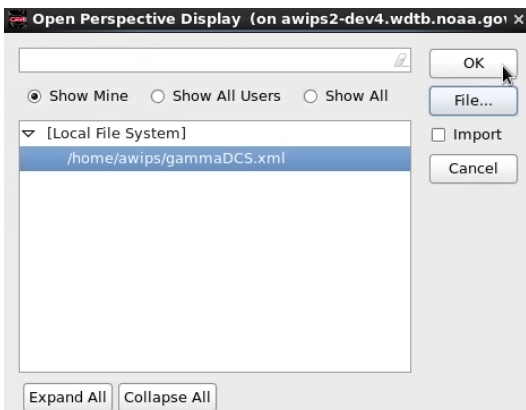 CAVE Open Perspective Display (on awips2-dev4.wdtb.noaa.gov
OK
Show Mine Show All Users Show All
File...
[Local File System]
Import
/home/awips/gammaDCS.xml
Cancel
Expand All Collapse All